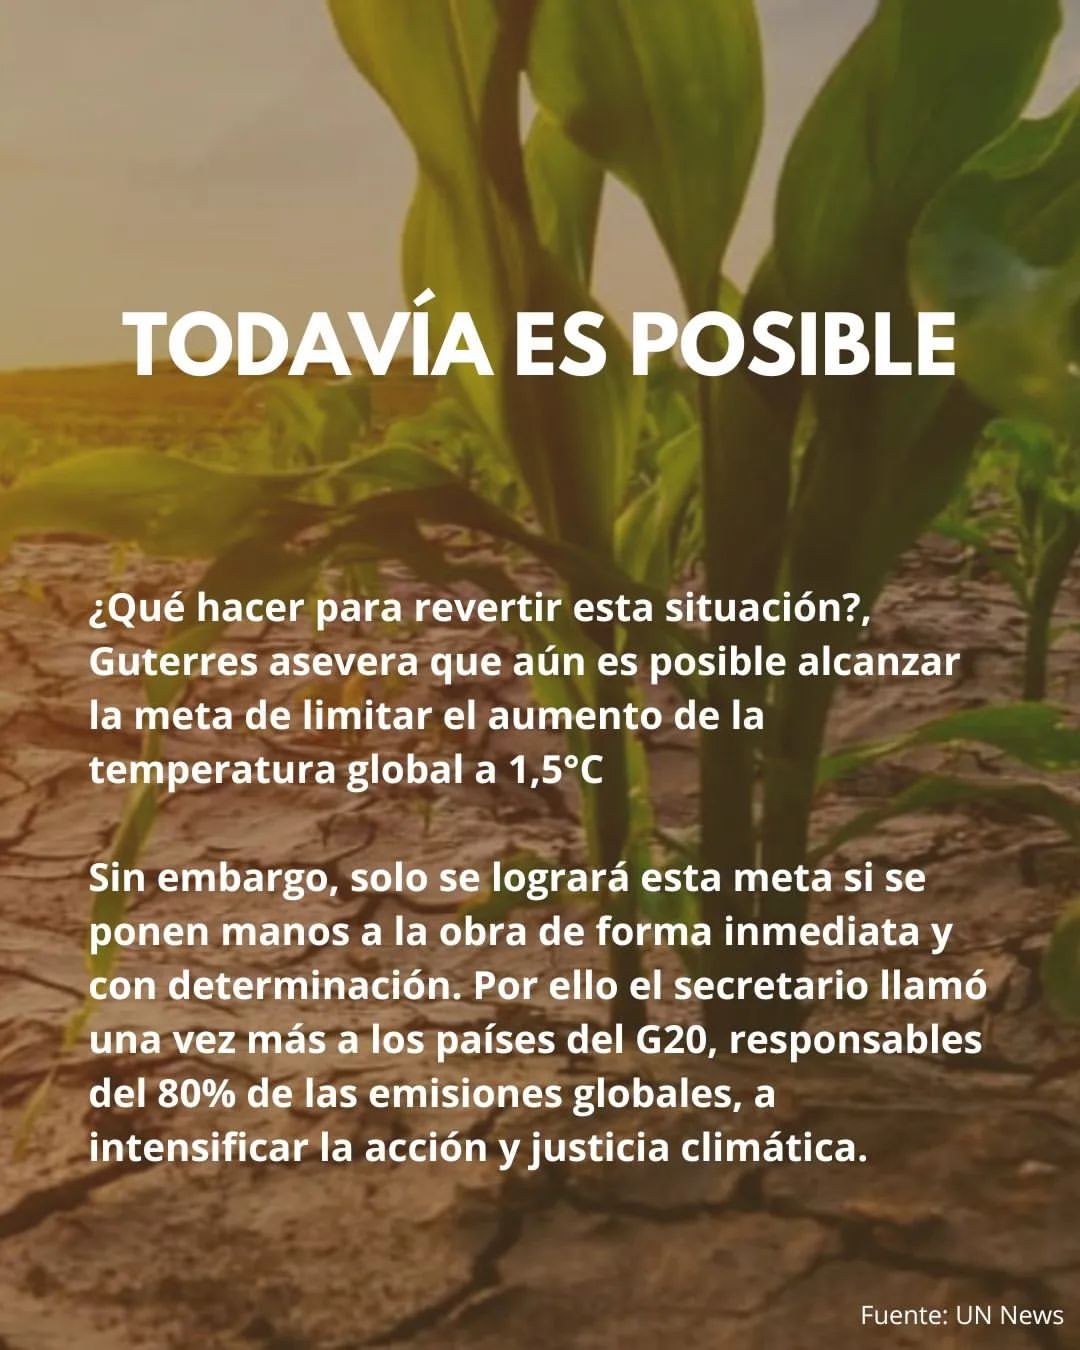 TODAVÍA ES POSIBLE
¿Qué hacer para revertir esta situación?,
Guterres asevera que aún es posible alcanzar
la meta de limitar el aumento de la
temperatura global a 1,5°C
Sin embargo, solo se logrará esta meta si se
ponen manos a la obra de forma inmediata y
con determinación. Por ello el secretario llamó
una vez más a los países del G20, responsables
del 80% de las emisiones globales, a
intensificar la acción y justicia climática.
Fuente: UN News